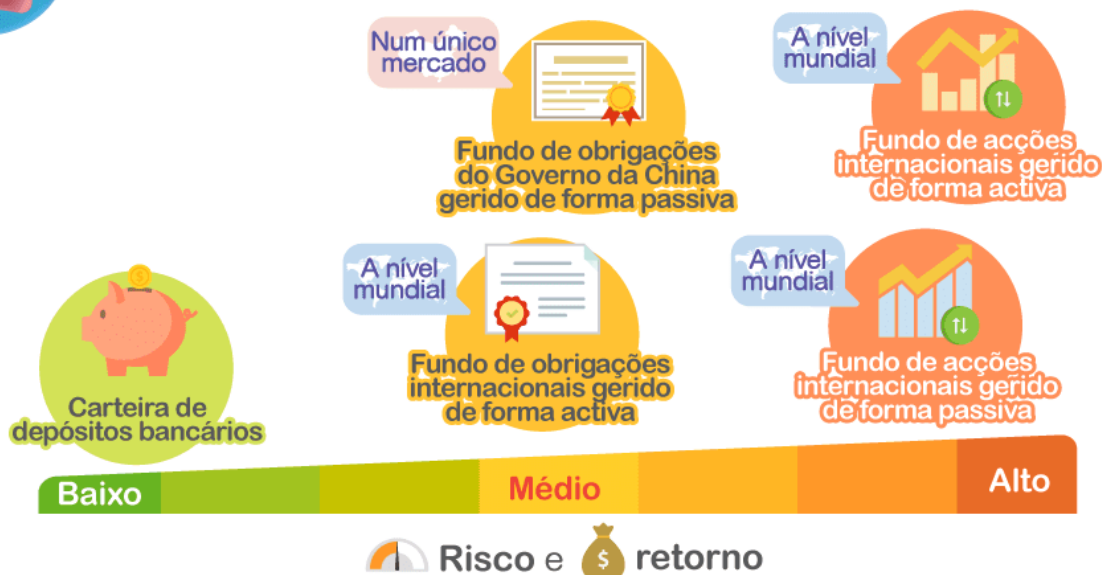 Num único
mercado
Fundo de obrigações
do Governo da China
gerido de forma passiva
A nível
mundial
Fundo de acções
internacionais gerido
de forma activa
A nível
mundial
Fundo de obrigações
internacionais gerido
de forma activa
A nível
mundial
Fundo de acções
internacionais gerido
de forma passiva
Carteira de
depósitos bancários
Baixo
Médio
Alto
Risco e $ retorno